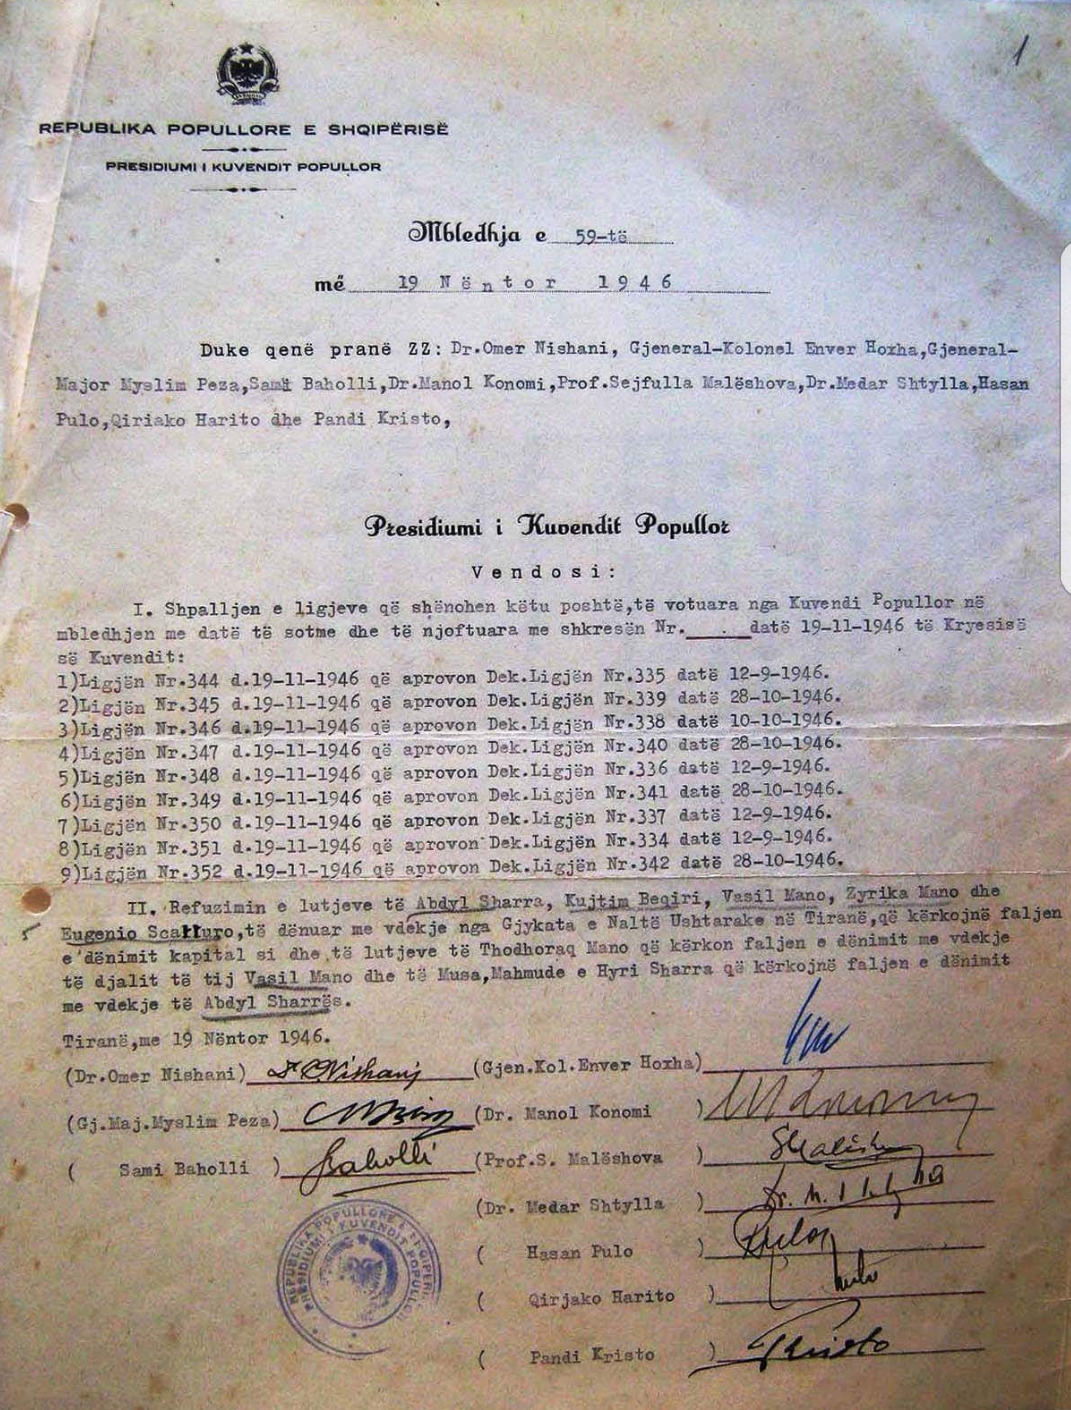 1
REPUBLIKA POPULLORE E SHQIPËRISË
PRESIDIUMI I KUVENDIT POPULLOR
Mbledhja e 59-të
më 19 Nëntor 1946
Duke qenë pranë ZZ: Dr.Omer Nishani, Gjeneral-Kolonel Enver Hoxha,Gjeneral-
Major Myslim Peza,Sami Baholli,Dr.Manol Konomi,Prof.Sejfulla Malëshova,Dr.Medar Shtylla,Hasan
Pulo,Qiriako Harito dhe Pandi Kristo,
Presidiumi i Kuvendit Popullor
Vendosi:
I. Shpalljen e ligjeve që shënohen këtu poshtë,të votuara nga Kuvendi Popullor në
mbledhjen me datë të sotme dhe të njoftuara me shkresën Nr. . datë 19-11-1946 të Kryesisë
së Kuvendit:
1)Ligjën Nr.344 d.19-11-1946 që aprovon Dek.Ligjën Nr.335 datë 12-9-1946.
2)Ligjën Nr.345 d.19-11-1946 që aprovon Dek.Ligjën Nr.339 datë 28-10-1946.
3)Ligjën Nr.346 d.19-11-1946 që aprovon Dek.Ligjën Nr.338 datë 10-10-1946.
4)Ligjën Nr.347 d.19-11-1946 që aprovon Dek.Ligjën Nr.340 datë 28-10-1946.
5)Ligjën Nr.348 d.19-11-1946 që aprovon Dek.Ligjën Nr.336 datë 12-9-1946.
6)Ligjën Nr.349 d.19-11-1946 që aprovon Dek.Ligjën Nr.341 datë 28-10-1946.
7)Ligjën Nr.350 d.19-11-1946 që aprovon Dek.Ligjën Nr.337 datë 12-9-1946.
8)Ligjën Nr.351 d.19-11-1946 që aprovon Dek.Ligjën Nr.334 datë 12-9-1946.
9)Ligjën Nr.352 d.19-11-1946 që aprovon Dek.Ligjën Nr.342 datë 28-10-1946.
II. Refuzimin e lutjeve të Abdyl Sharra, Kujtim Beqiri, Vasil Mano, Zyrika Mano dhe
Eugenio Scatturo,të dënuar me vdekje nga Gjykata e Naltë Ushtarake në Tiranë,që kërkojnë faljen
e dënimit kapital si dhe të lutjeve të Thodhoraq Mano që kërkon faljen e dënimit me vdekje
të djalit të tij Vasil Mano dhe të Musa,Mahmude e Hyri Sharra që kërkojnë faljen e dënimit
me vdekje të Abdyl Sharrës.
Tiranë,me 19 Nëntor 1946.
(Dr.Omer Nishani) Dr Nishani (Gjen.Kol.Enver Hoxha)
(Gj.Maj.Myslim Peza) (Dr. Manol Konomi )
( Sami Baholli ) Baholli (Prof.S. Malëshova )
(Dr. Medar Shtylla )
( Hasan Pulo ) Pulo
( Qirjako Harito )
( Pandi Kristo ) Kristo
REPUBLIKA POPULLORE E SHQIPËRISË
PRESIDIUMI I KUVENDIT POPULLOR